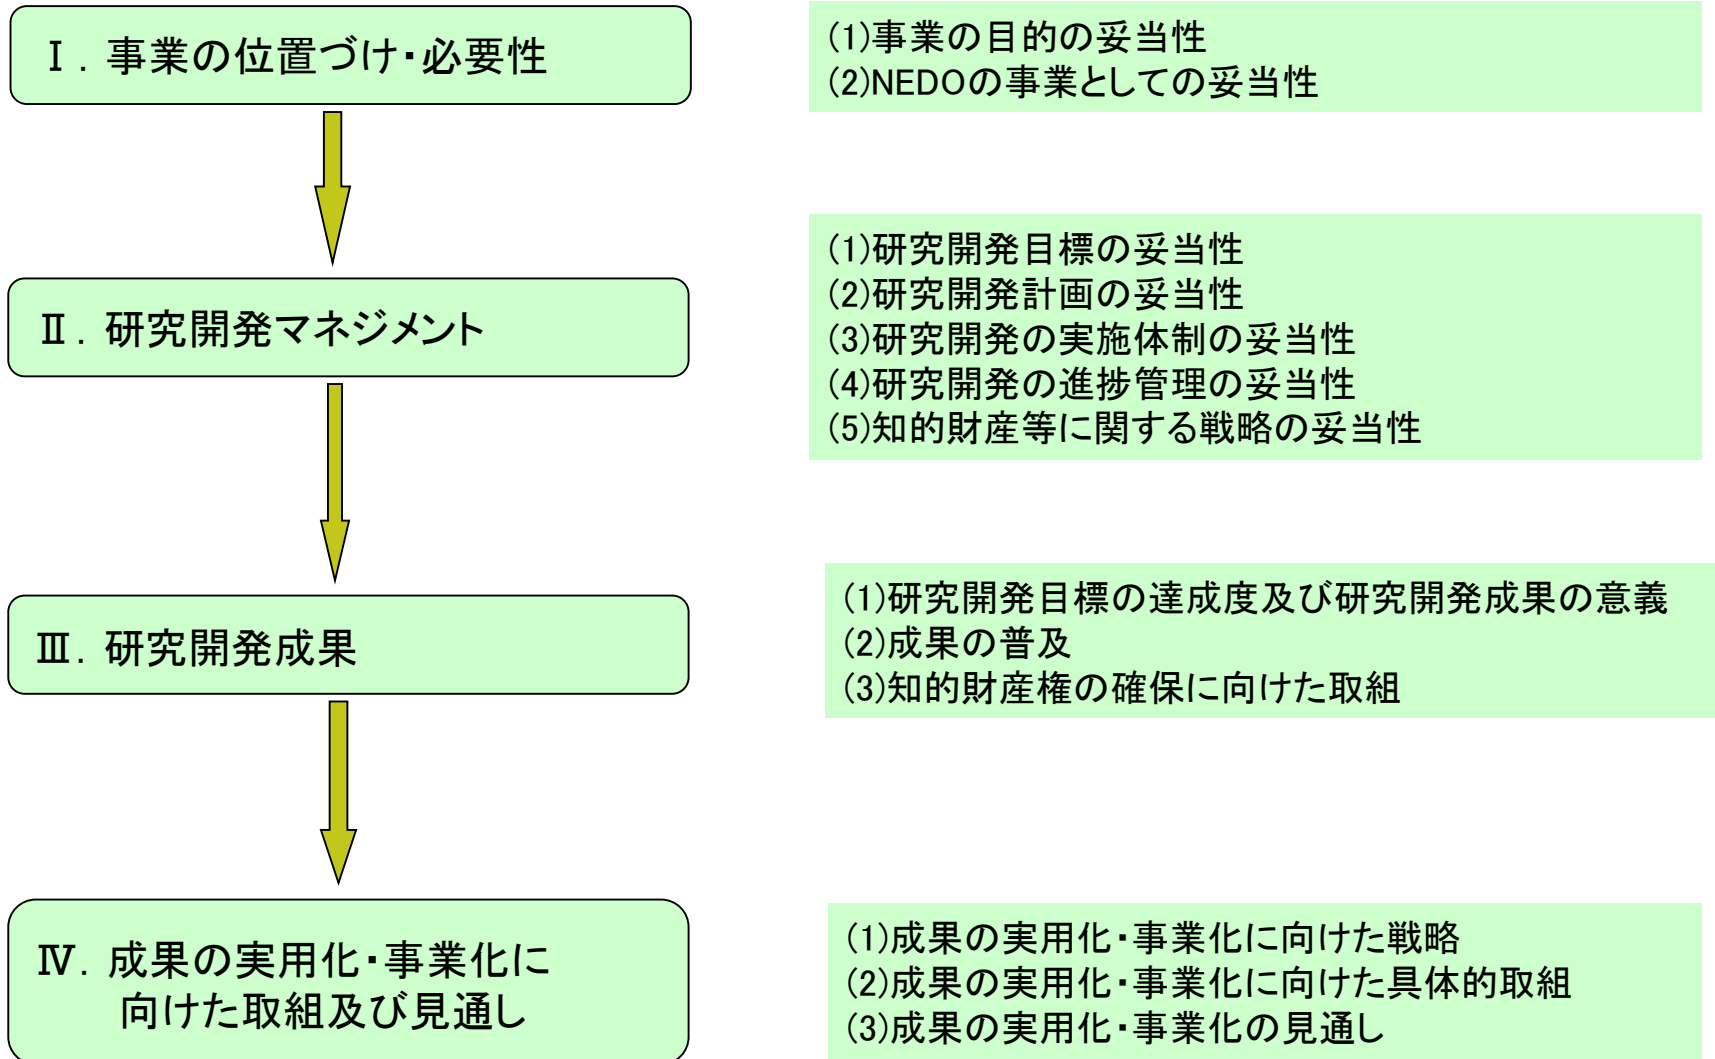 Ⅰ. 事業の位置づけ・必要性
(1)事業の目的の妥当性
(2)NEDOの事業としての妥当性
Ⅱ. 研究開発マネジメント
(1)研究開発目標の妥当性
(2)研究開発計画の妥当性
(3)研究開発の実施体制の妥当性
(4)研究開発の進捗管理の妥当性
(5)知的財産等に関する戦略の妥当性
Ⅲ. 研究開発成果
(1)研究開発目標の達成度及び研究開発成果の意義
(2)成果の普及
(3)知的財産権の確保に向けた取組
Ⅳ. 成果の実用化・事業化に
向けた取組及び見通し
(1)成果の実用化・事業化に向けた戦略
(2)成果の実用化・事業化に向けた具体的取組
(3)成果の実用化・事業化の見通し